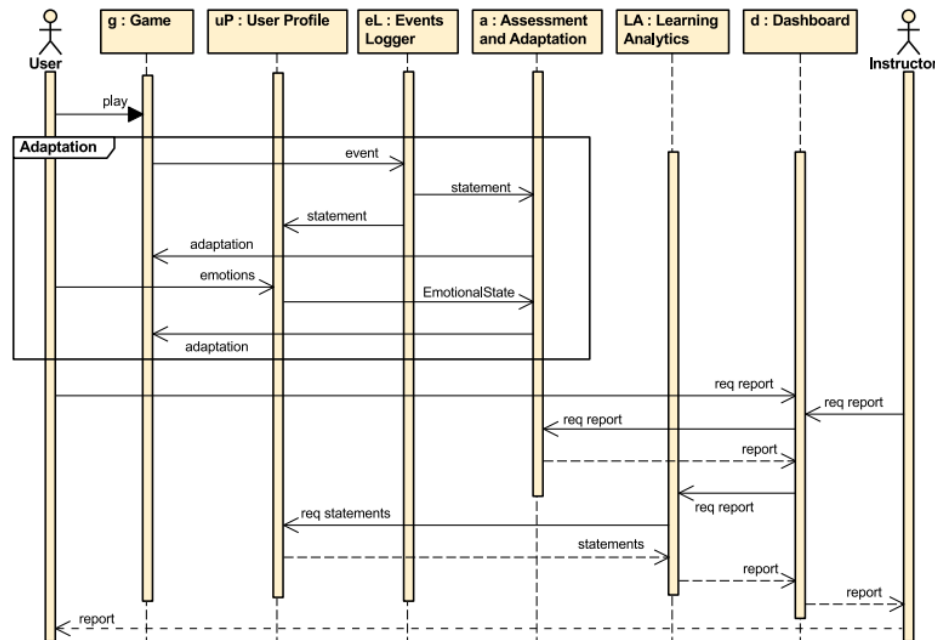 g : Game
uP : User Profile
eL : Events
Logger
a : Assessment
and Adaptation
LA : Learning
Analytics
d : Dashboard
User
Instructor
play
Adaptation
event
statement
statement
adaptation
emotions
EmotionalState
adaptation
req report
req report
req report
report
req report
req statements
statements
report
report
report